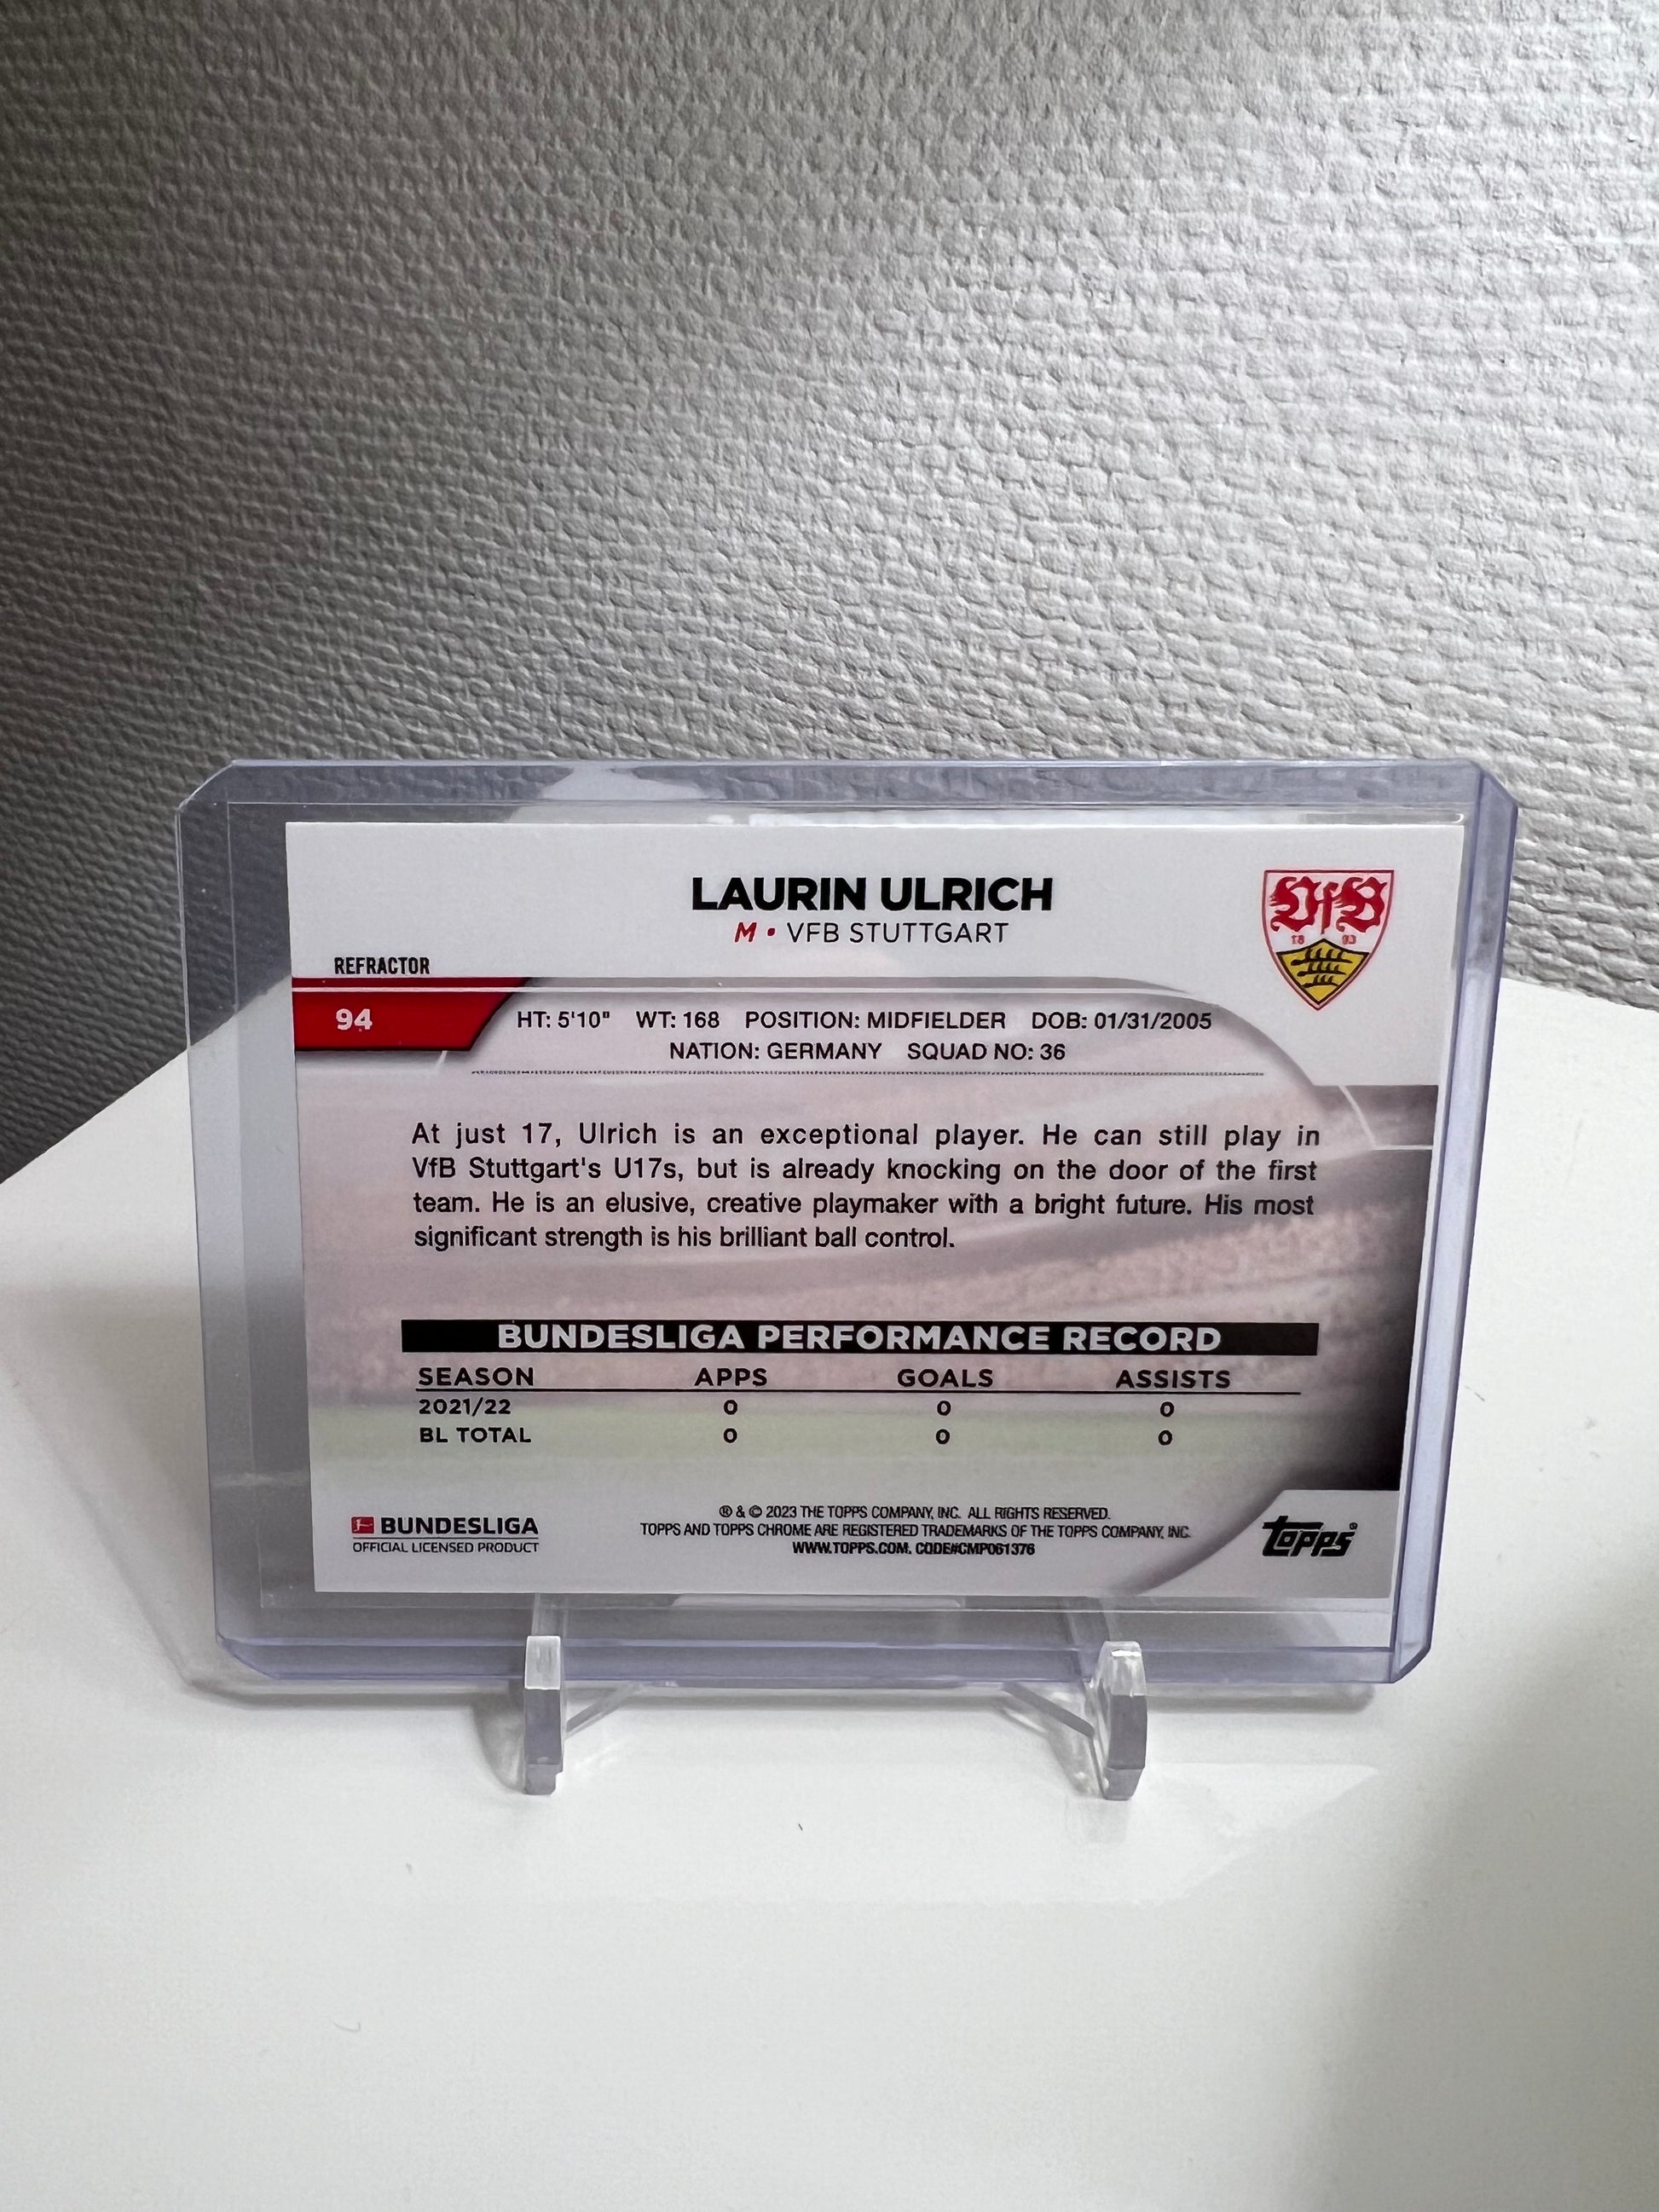 LAURIN ULRICH
M • VFB STUTTGART
VfB
18 93
REFRACTOR
94
HT: 5'10" WT: 168 POSITION: MIDFIELDER DOB: 01/31/2005
NATION: GERMANY SQUAD NO: 36
At just 17, Ulrich is an exceptional player. He can still play in
VfB Stuttgart's U17s, but is already knocking on the door of the first
team. He is an elusive, creative playmaker with a bright future. His most
significant strength is his brilliant ball control.
BUNDESLIGA PERFORMANCE RECORD
SEASON APPS GOALS ASSISTS
2021/22 0 0 0
BL TOTAL 0 0 0
BUNDESLIGA
OFFICIAL LICENSED PRODUCT
® & © 2023 THE TOPPS COMPANY, INC. ALL RIGHTS RESERVED.
TOPPS AND TOPPS CHROME ARE REGISTERED TRADEMARKS OF THE TOPPS COMPANY, INC.
WWW.TOPPS.COM. CODE#CMP061376
topps®